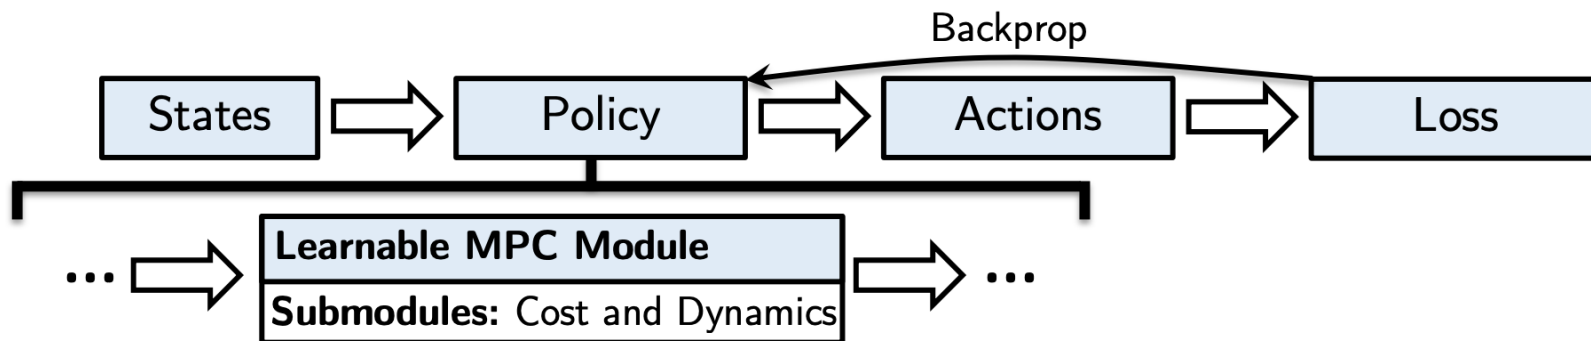 Backprop
States
Policy
Actions
Loss
... Learnable MPC Module ...
Submodules: Cost and Dynamics